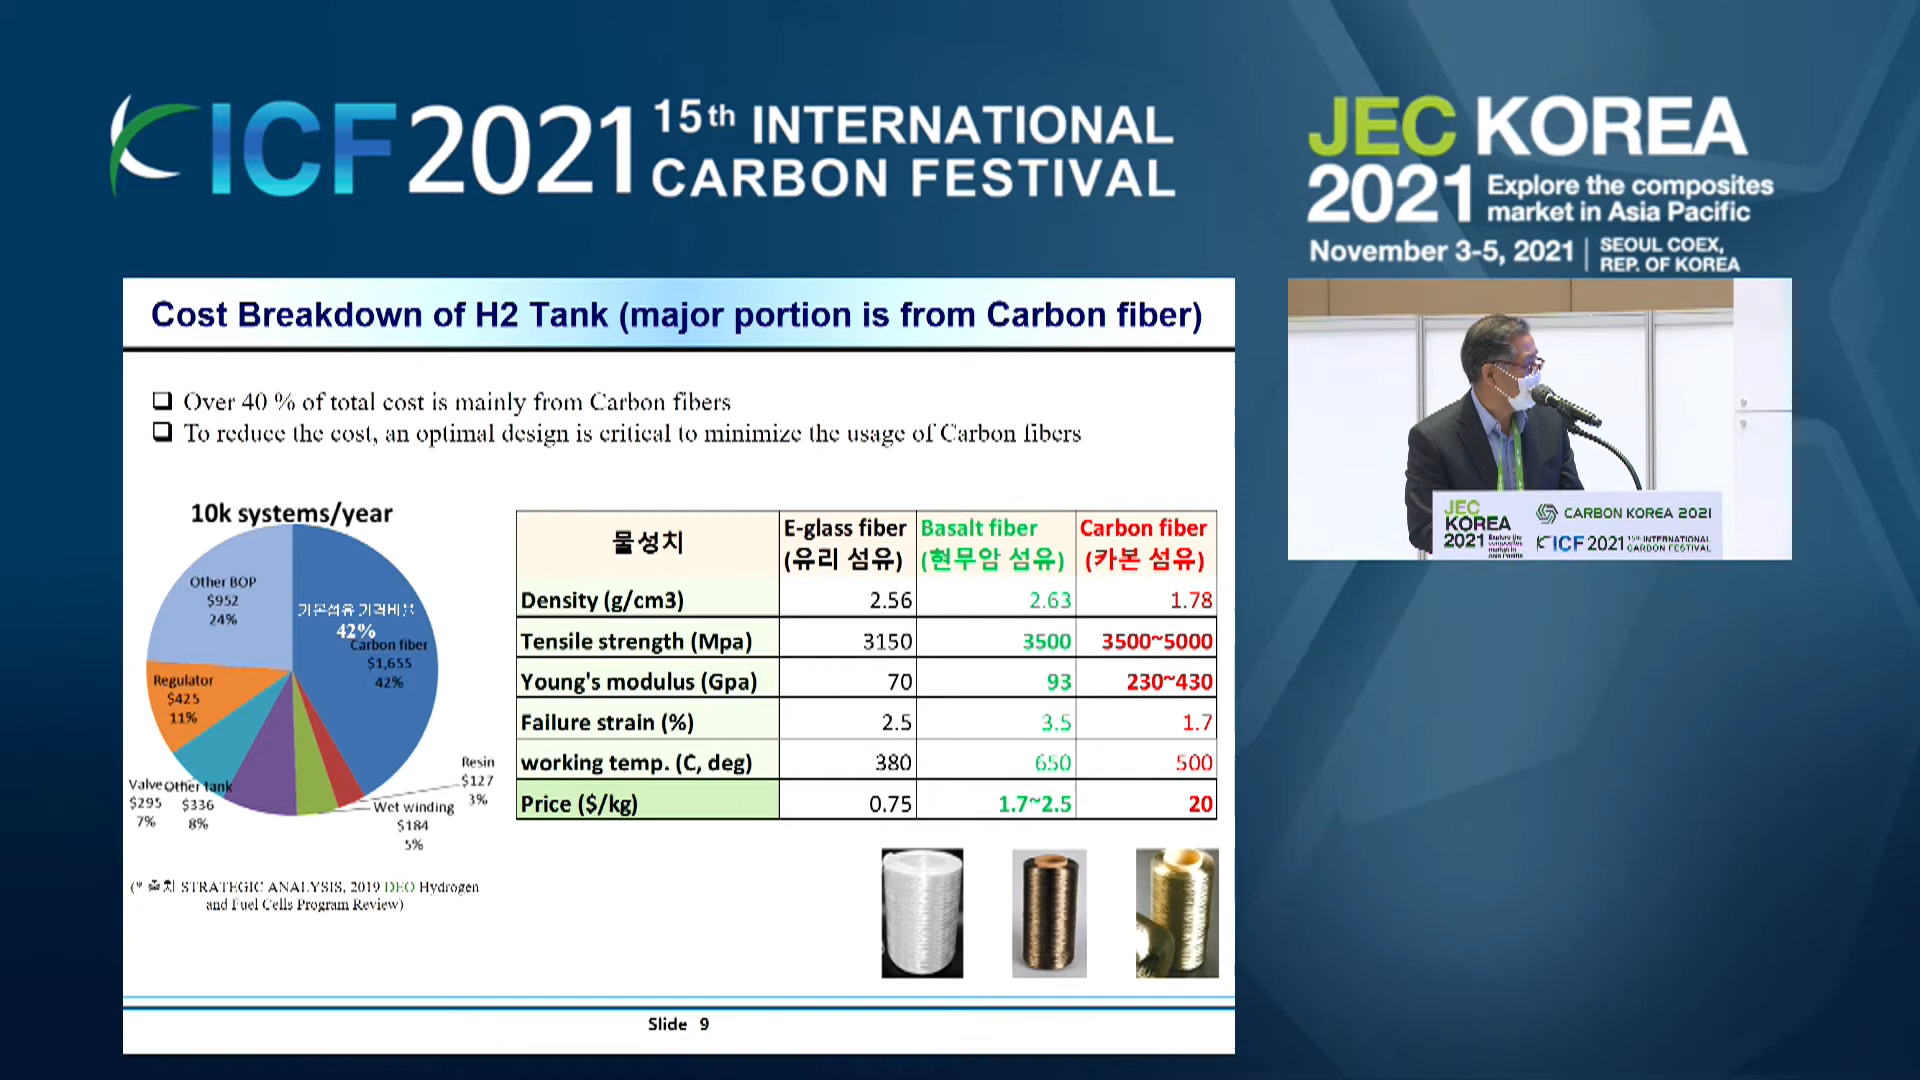 ICF 2021 15th INTERNATIONAL
CARBON FESTIVAL
JEC KOREA
2021 Explore the composites
market in Asia Pacific
November 3-5, 2021 | SEOUL COEX,
REP. OF KOREA
Cost Breakdown of H2 Tank (major portion is from Carbon fiber)
Over 40 % of total cost is mainly from Carbon fibers
To reduce the cost, an optimal design is critical to minimize the usage of Carbon fibers
10k systems/year
Other BOP
$952
24%
42%
Carbon fiber
$1,655
42%
Regulator
$425
11%
Valve
$295
7%
Other tank
$336
8%
Resin
$127
3%
Wet winding
$184
5%
STRATEGIC ANALYSIS, 2019 DEO Hydrogen
and Fuel Cells Program Review)
물성치 E-glass fiber (유리 섬유) Basalt fiber (현무암 섬유) Carbon fiber (카본 섬유)
Density (g/cm3) 2.56 2.63 1.78
Tensile strength (Mpa) 3150 3500 3500~5000
Young's modulus (Gpa) 70 93 230~430
Failure strain (%) 2.5 3.5 1.7
working temp. (C, deg) 380 650 500
Price ($/kg) 0.75 1.7~2.5 20
Slide 9
JEC
KOREA
2021
CARBON KOREA 2021
ICF 2021 15th INTERNATIONAL
CARBON FESTIVAL